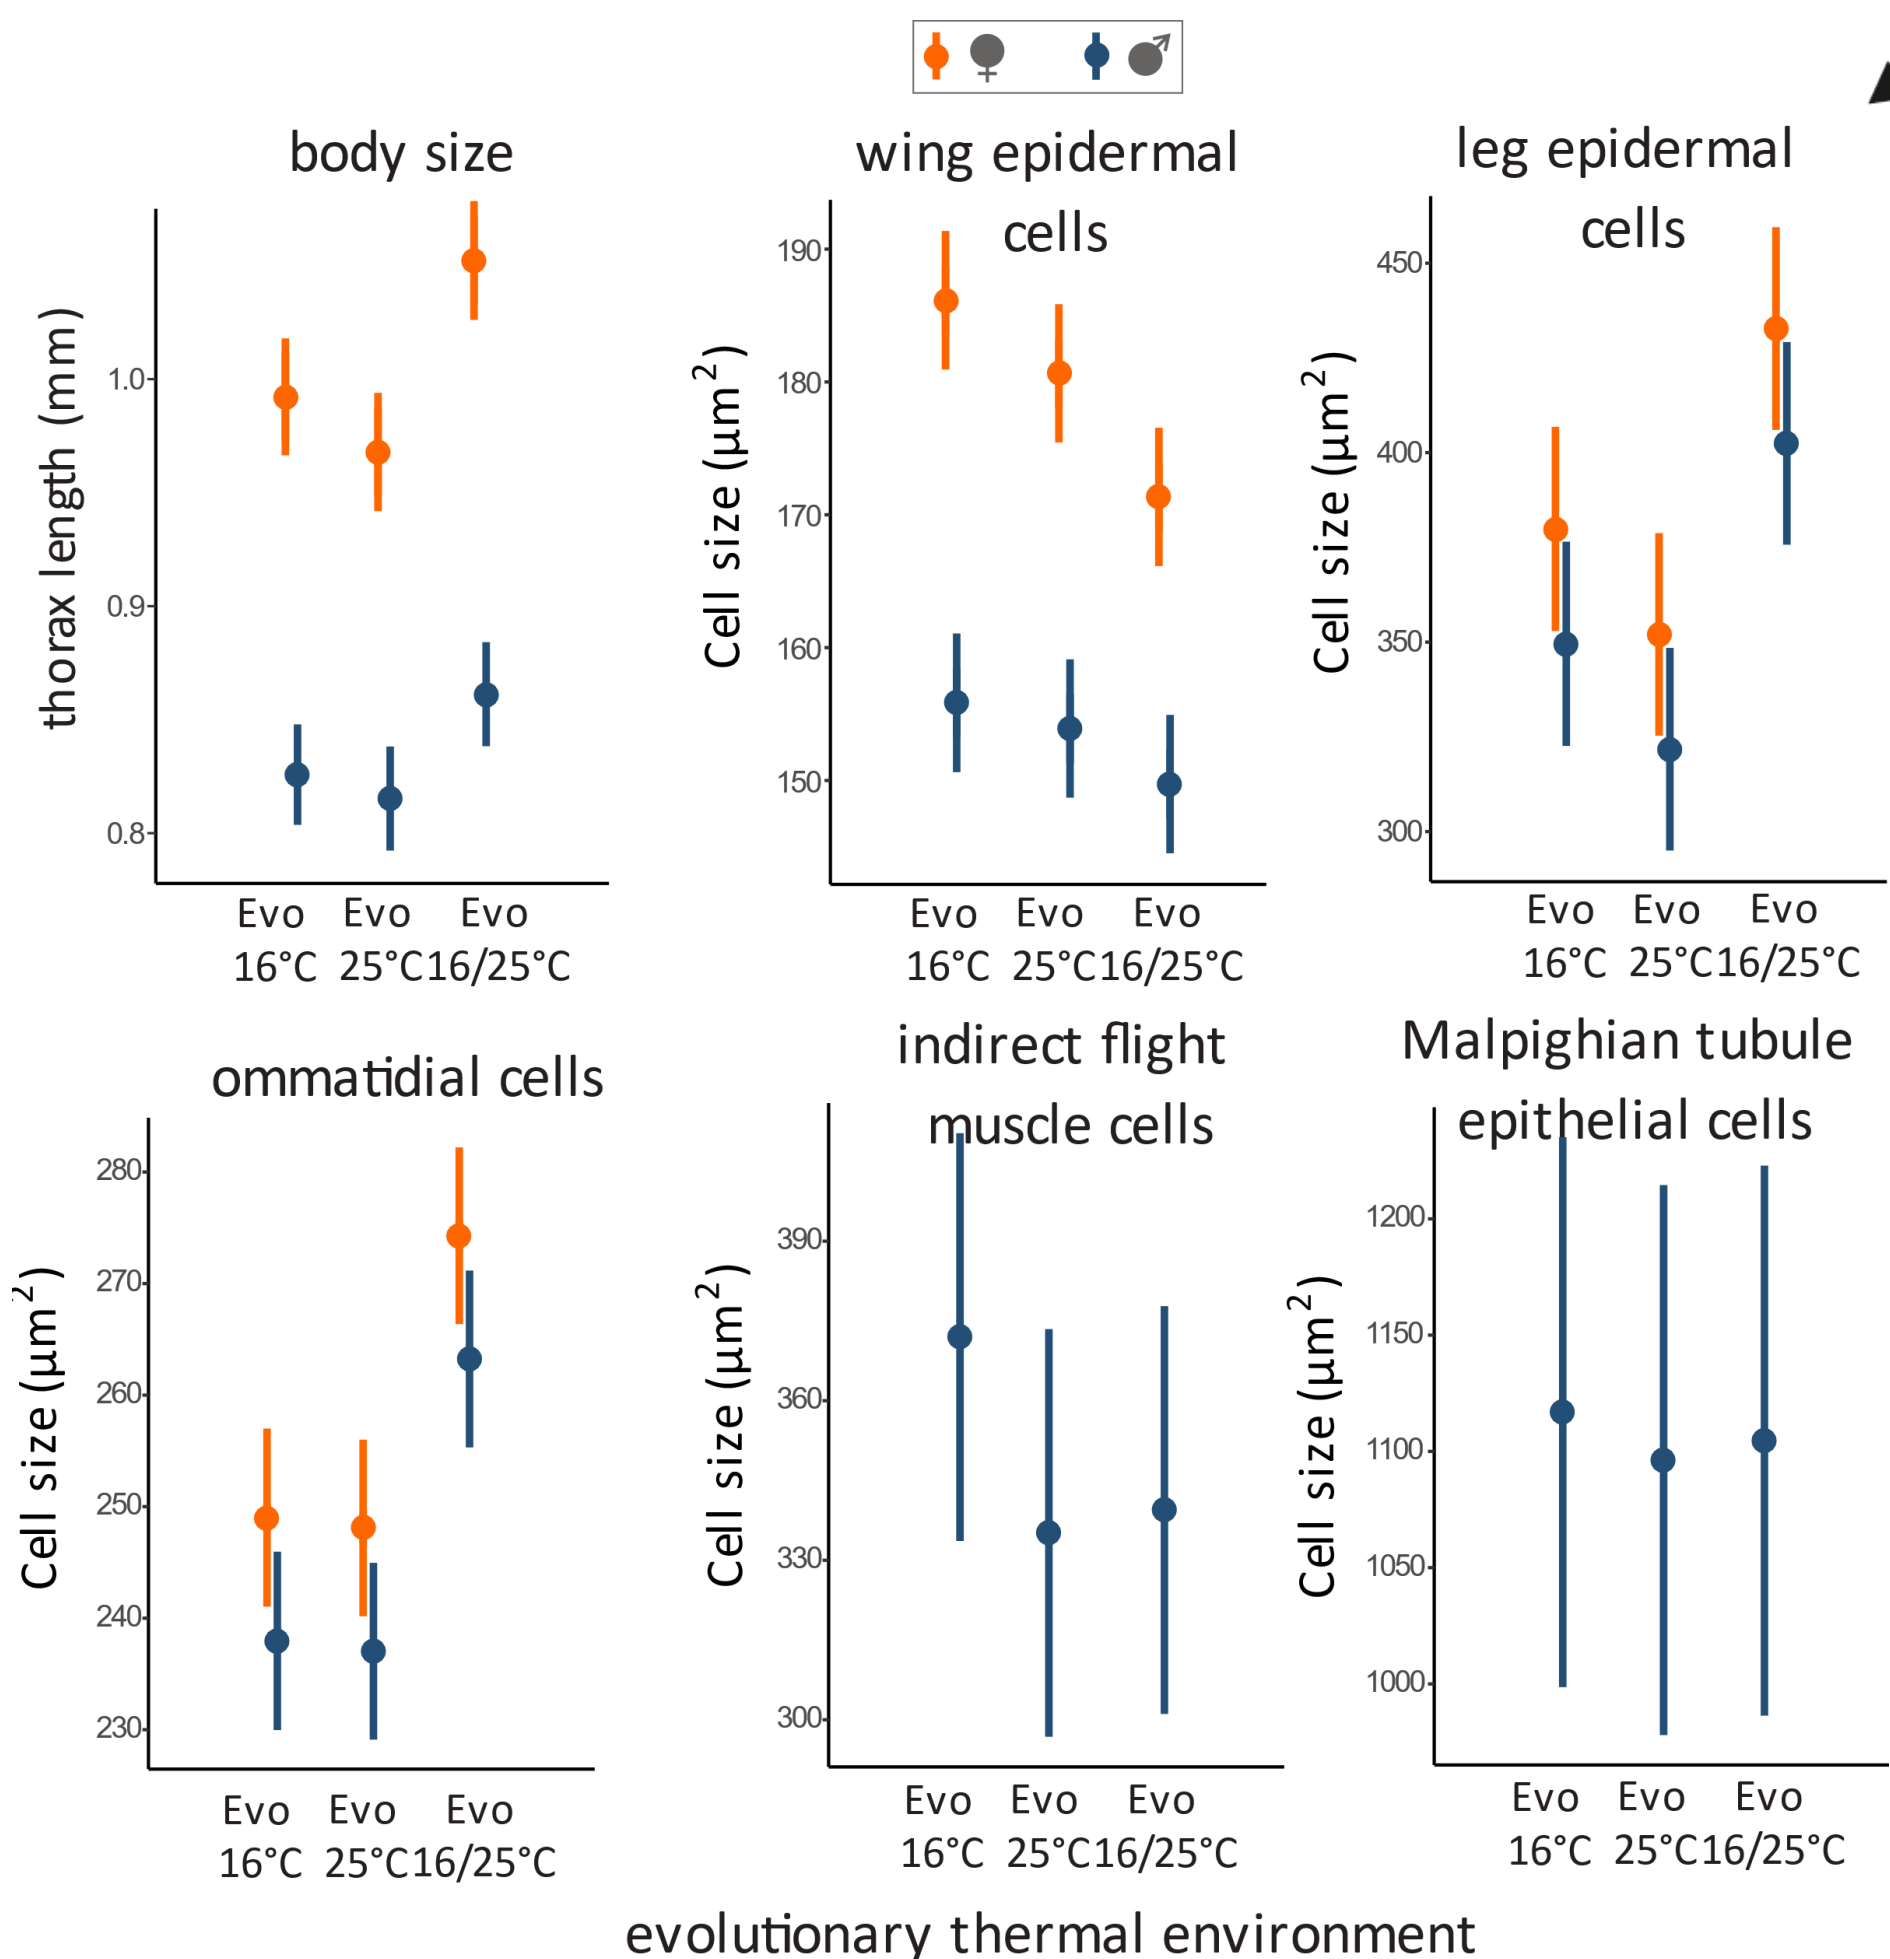 body size
thorax length (mm)
1.0
0.9
0.8
Evo Evo Evo
16°C 25°C 16/25°C
wing epidermal
cells
Cell size (µm²)
190
180
170
160
150
Evo Evo Evo
16°C 25°C 16/25°C
leg epidermal
cells
Cell size (µm²)
450
400
350
300
Evo Evo Evo
16°C 25°C 16/25°C
ommatidial cells
Cell size (µm²)
280
270
260
250
240
230
Evo Evo Evo
16°C 25°C 16/25°C
indirect flight
muscle cells
Cell size (µm²)
390
360
330
300
Evo Evo Evo
16°C 25°C 16/25°C
Malpighian tubule
epithelial cells
Cell size (µm²)
1200
1150
1100
1050
1000
Evo Evo Evo
16°C 25°C 16/25°C
evolutionary thermal environment